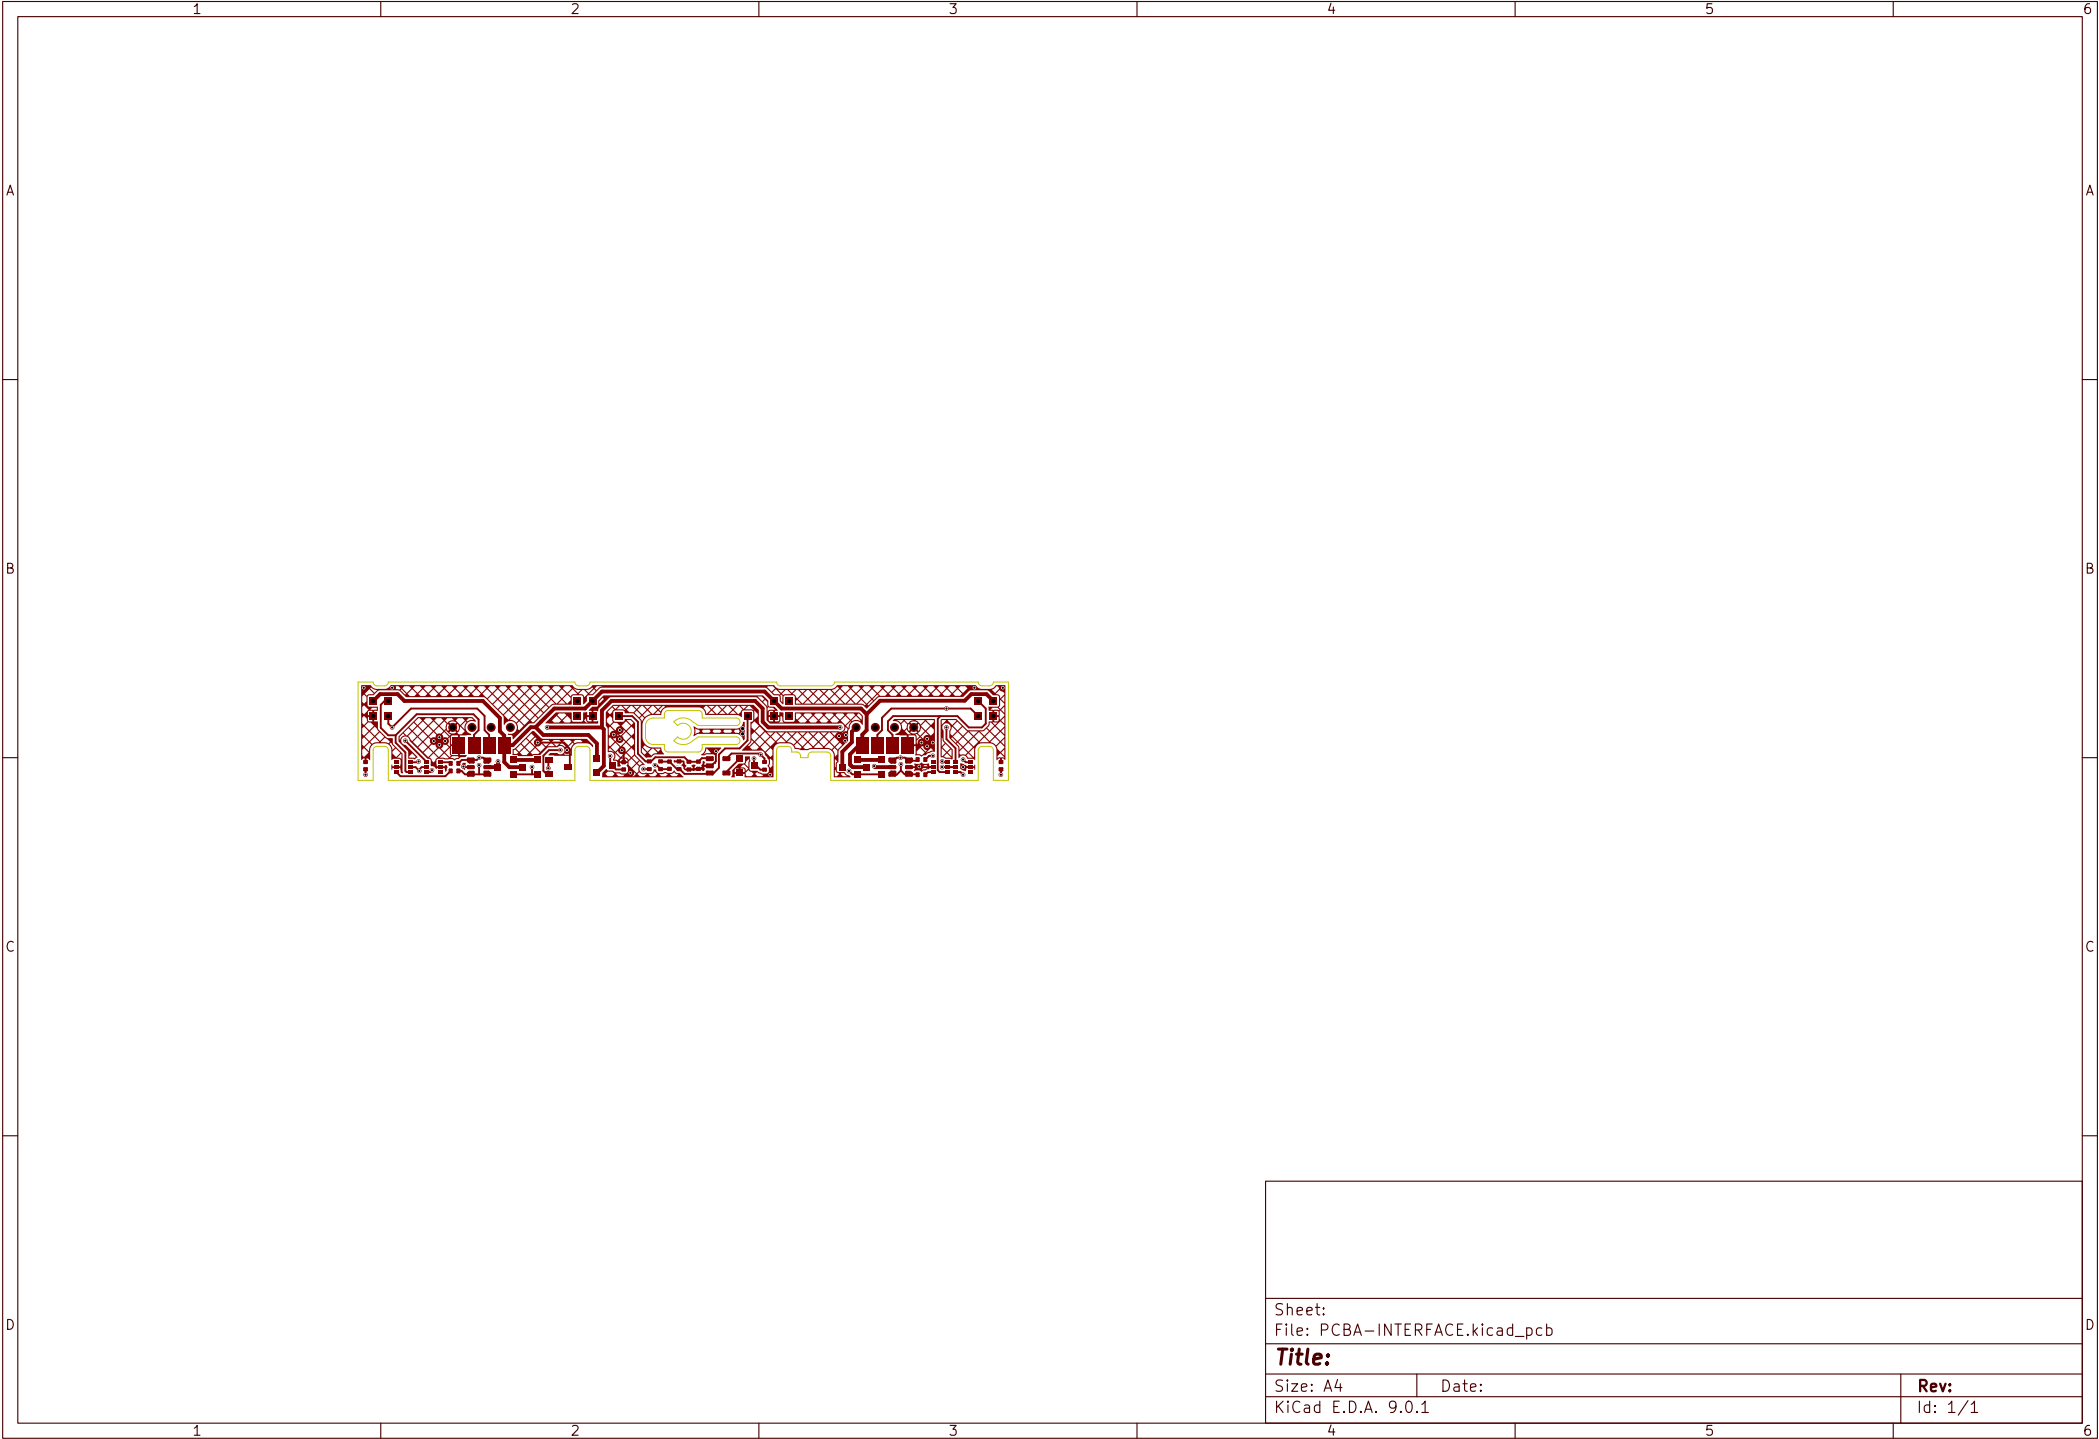 1 2 3 4 5 6
A A
B B
C C
Sheet:
File: PCBA-INTERFACE.kicad_pcb
D D
Title:
Size: A4 Date: Rev:
KiCad E.D.A. 9.0.1 Id: 1/1
1 2 3 4 5 6